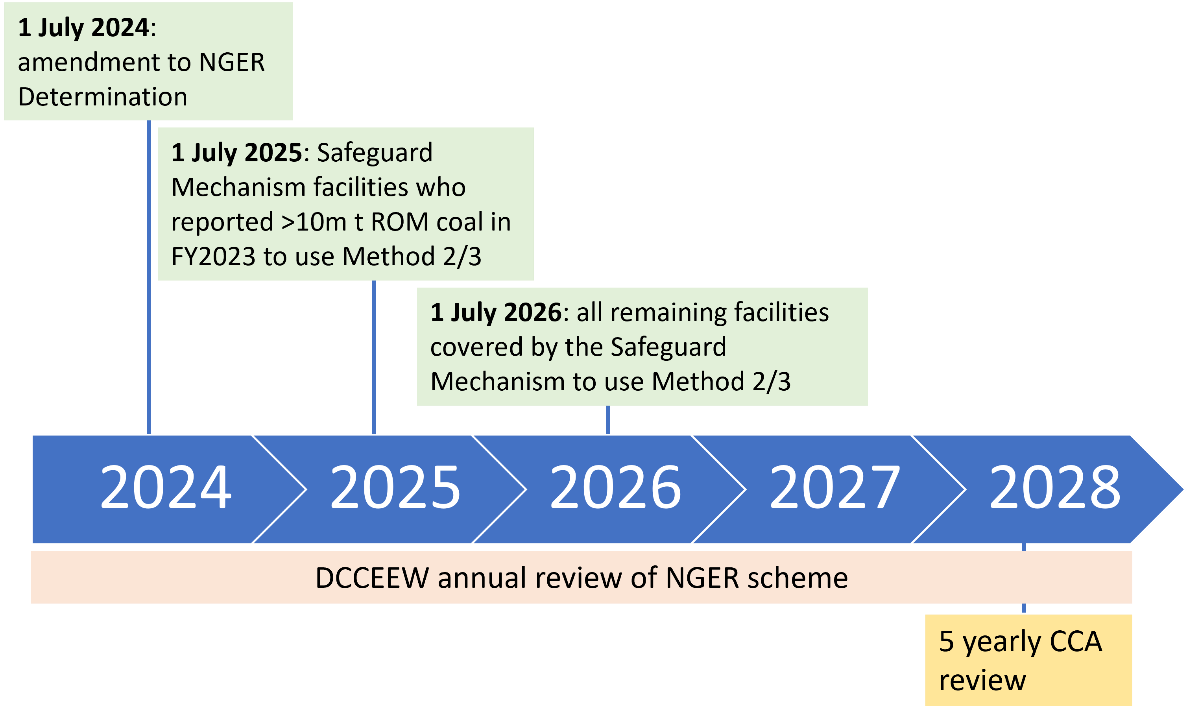 1 July 2024:
amendment to NGER
Determination
1 July 2025: Safeguard
Mechanism facilities who
reported >10m t ROM coal in
FY2023 to use Method 2/3
1 July 2026: all remaining facilities
covered by the Safeguard
Mechanism to use Method 2/3
2024 2025 2026 2027 2028
DCCEEW annual review of NGER scheme
5 yearly CCA
review